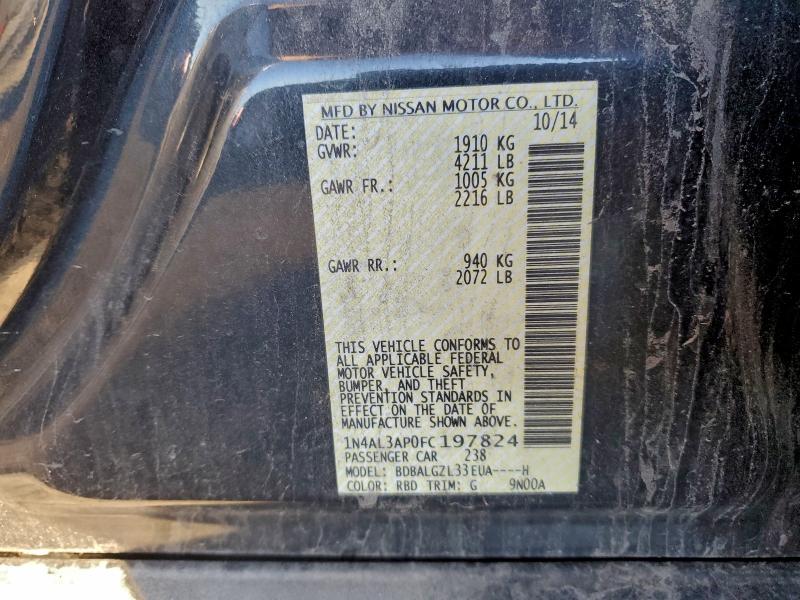 MFD BY NISSAN MOTOR CO., LTD.
DATE: 10/14
GVWR: 1910 KG
4211 LB
GAWR FR.: 1005 KG
2216 LB
GAWR RR.: 940 KG
2072 LB
THIS VEHICLE CONFORMS TO
ALL APPLICABLE FEDERAL
MOTOR VEHICLE SAFETY,
BUMPER, AND THEFT
PREVENTION STANDARDS IN
EFFECT ON THE DATE OF
MANUFACTURE SHOWN ABOVE.
1N4AL3AP0FC197824
PASSENGER CAR 238
MODEL: BDBALGZL33EUA----H
COLOR: RBD TRIM: G 9N00A